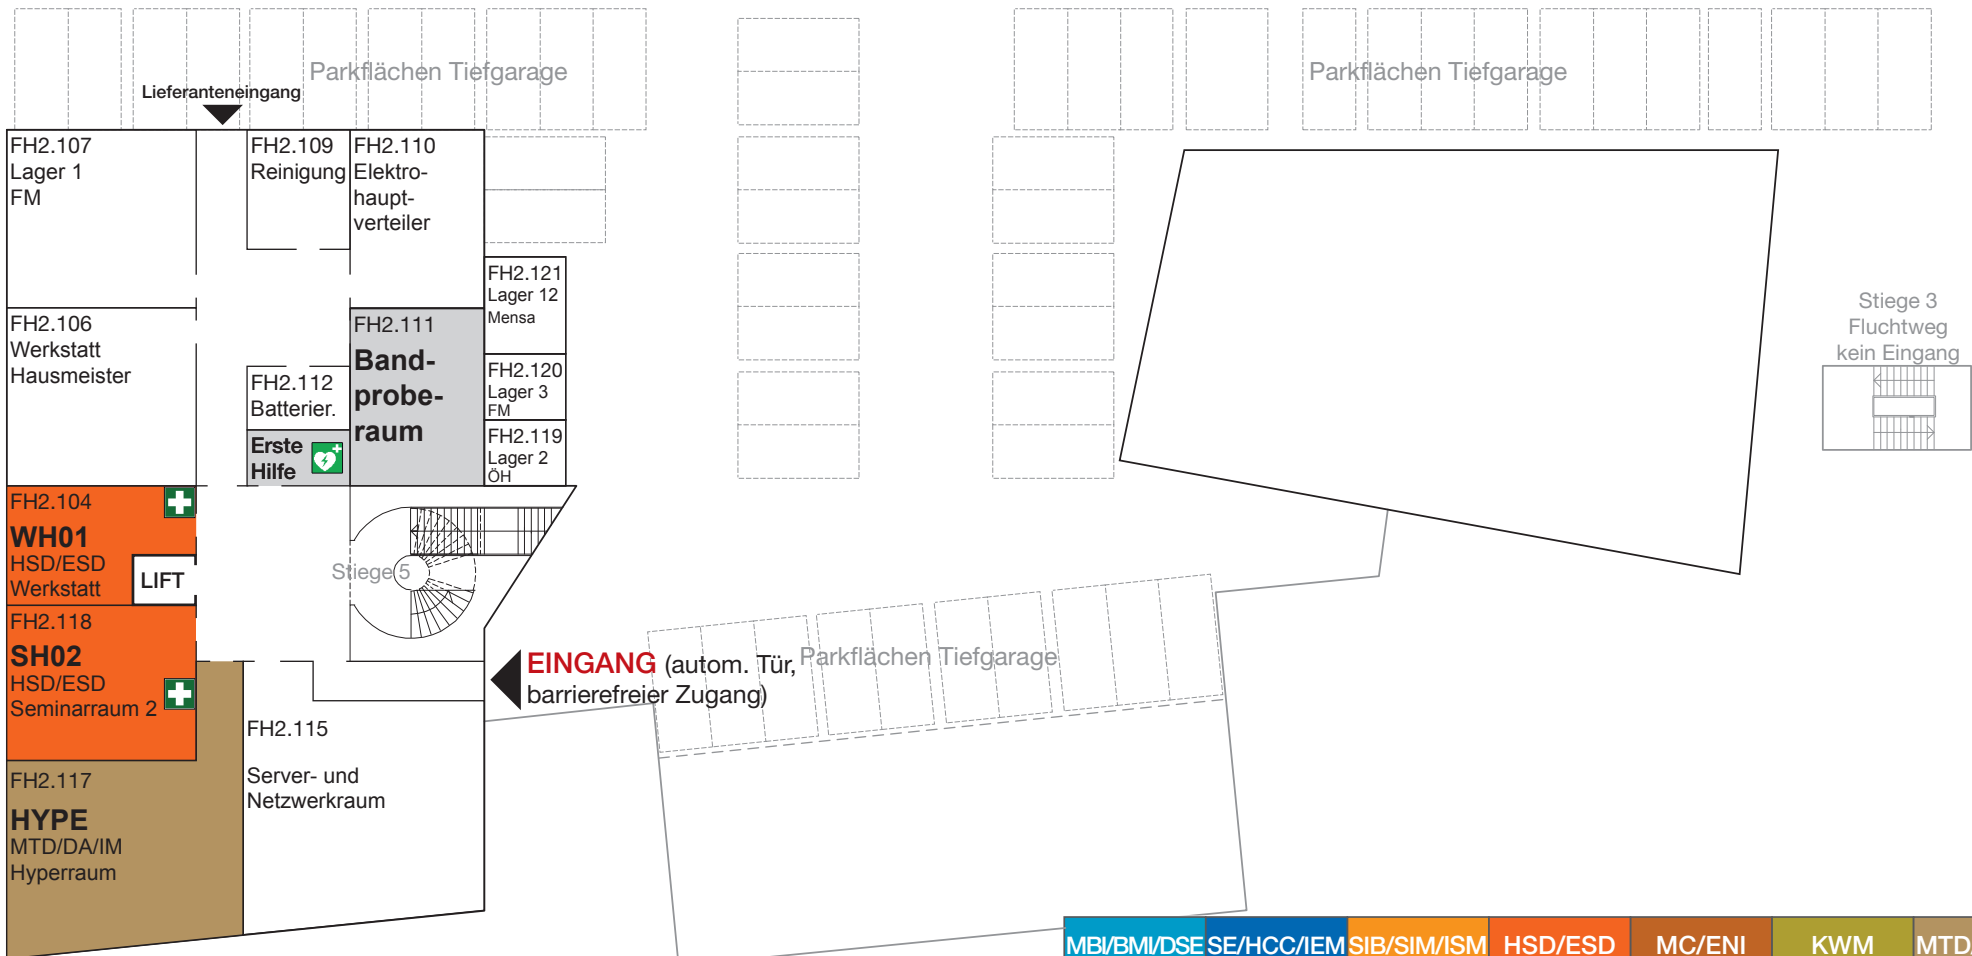 Parkflächen Tiefgarage
Parkflächen Tiefgarage
Lieferanteneingang
FH2.107
Lager 1
FM
FH2.109
Reinigung
FH2.110
Elektro-
haupt-
verteiler
FH2.121
Lager 12
Mensa
FH2.106
Werkstatt
Hausmeister
FH2.111
Band-
probe-
raum
FH2.112
Batterier.
FH2.120
Lager 3
FM
Erste
Hilfe
FH2.119
Lager 2
ÖH
Stiege 3
Fluchtweg
kein Eingang
FH2.104
WH01
HSD/ESD
Werkstatt
LIFT
Stiege 5
FH2.118
SH02
HSD/ESD
Seminarraum 2
EINGANG (autom. Tür,
barrierefreier Zugang)
Parkflächen Tiefgarage
FH2.115
Server- und
Netzwerkraum
FH2.117
HYPE
MTD/DA/IM
Hyperraum
MBI/BMI/DSE SE/HCC/IEM SIB/SIM/ISM HSD/ESD MC/ENI KWM MTD/